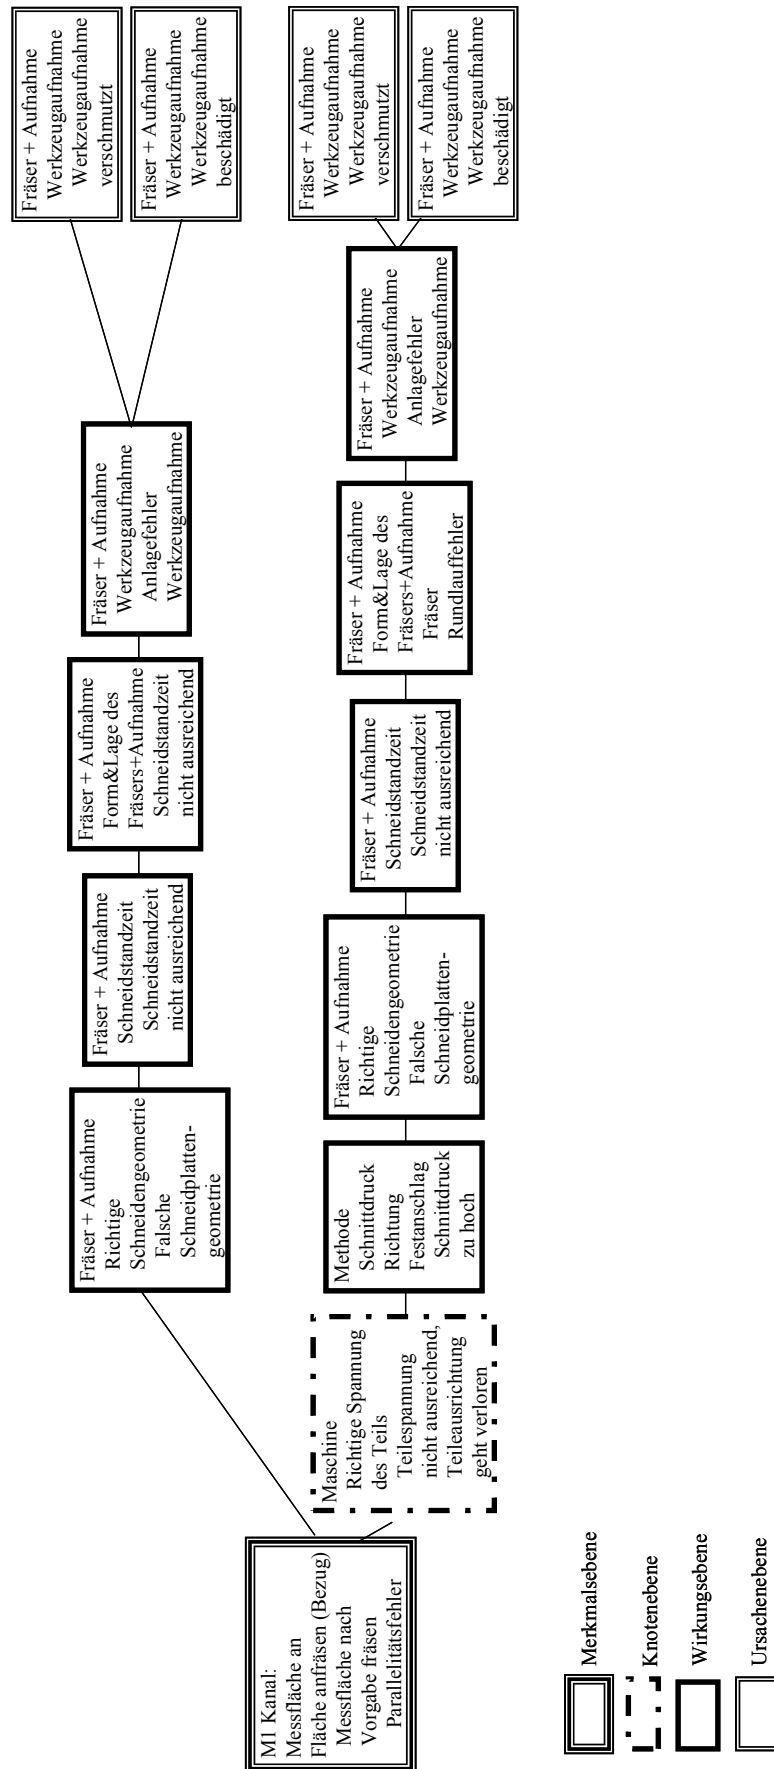 M1 Kanal:
Messfläche an
Fläche anfräsen (Bezug)
Messfläche nach
Vorgabe fräsen
Parallelitätsfehler
Fräser + Aufnahme
Richtige
Schneidengeometrie
Falsche
Schneidplatten-
geometrie
Fräser + Aufnahme
Schneidstandzeit
Schneidstandzeit
nicht ausreichend
Fräser + Aufnahme
Form&Lage des
Fräsers+Aufnahme
Schneidstandzeit
nicht ausreichend
Fräser + Aufnahme
Werkzeugaufnahme
Anlagefehler
Werkzeugaufnahme
Fräser + Aufnahme
Werkzeugaufnahme
Werkzeugaufnahme
verschmutzt
Fräser + Aufnahme
Werkzeugaufnahme
Werkzeugaufnahme
beschädigt
Maschine
Richtige Spannung
des Teils
Teilespannung
nicht ausreichend,
Teileausrichtung
geht verloren
Methode
Schnittdruck
Richtung
Festanschlag
Schnittdruck
zu hoch
Fräser + Aufnahme
Richtige
Schneidengeometrie
Falsche
Schneidplatten-
geometrie
Fräser + Aufnahme
Schneidstandzeit
Schneidstandzeit
nicht ausreichend
Fräser + Aufnahme
Form&Lage des
Fräsers+Aufnahme
Fräser
Rundlauffehler
Fräser + Aufnahme
Werkzeugaufnahme
Anlagefehler
Werkzeugaufnahme
Fräser + Aufnahme
Werkzeugaufnahme
Werkzeugaufnahme
verschmutzt
Fräser + Aufnahme
Werkzeugaufnahme
Werkzeugaufnahme
beschädigt
Merkmalsebene
Knotenebene
Wirkungsebene
Ursachenebene